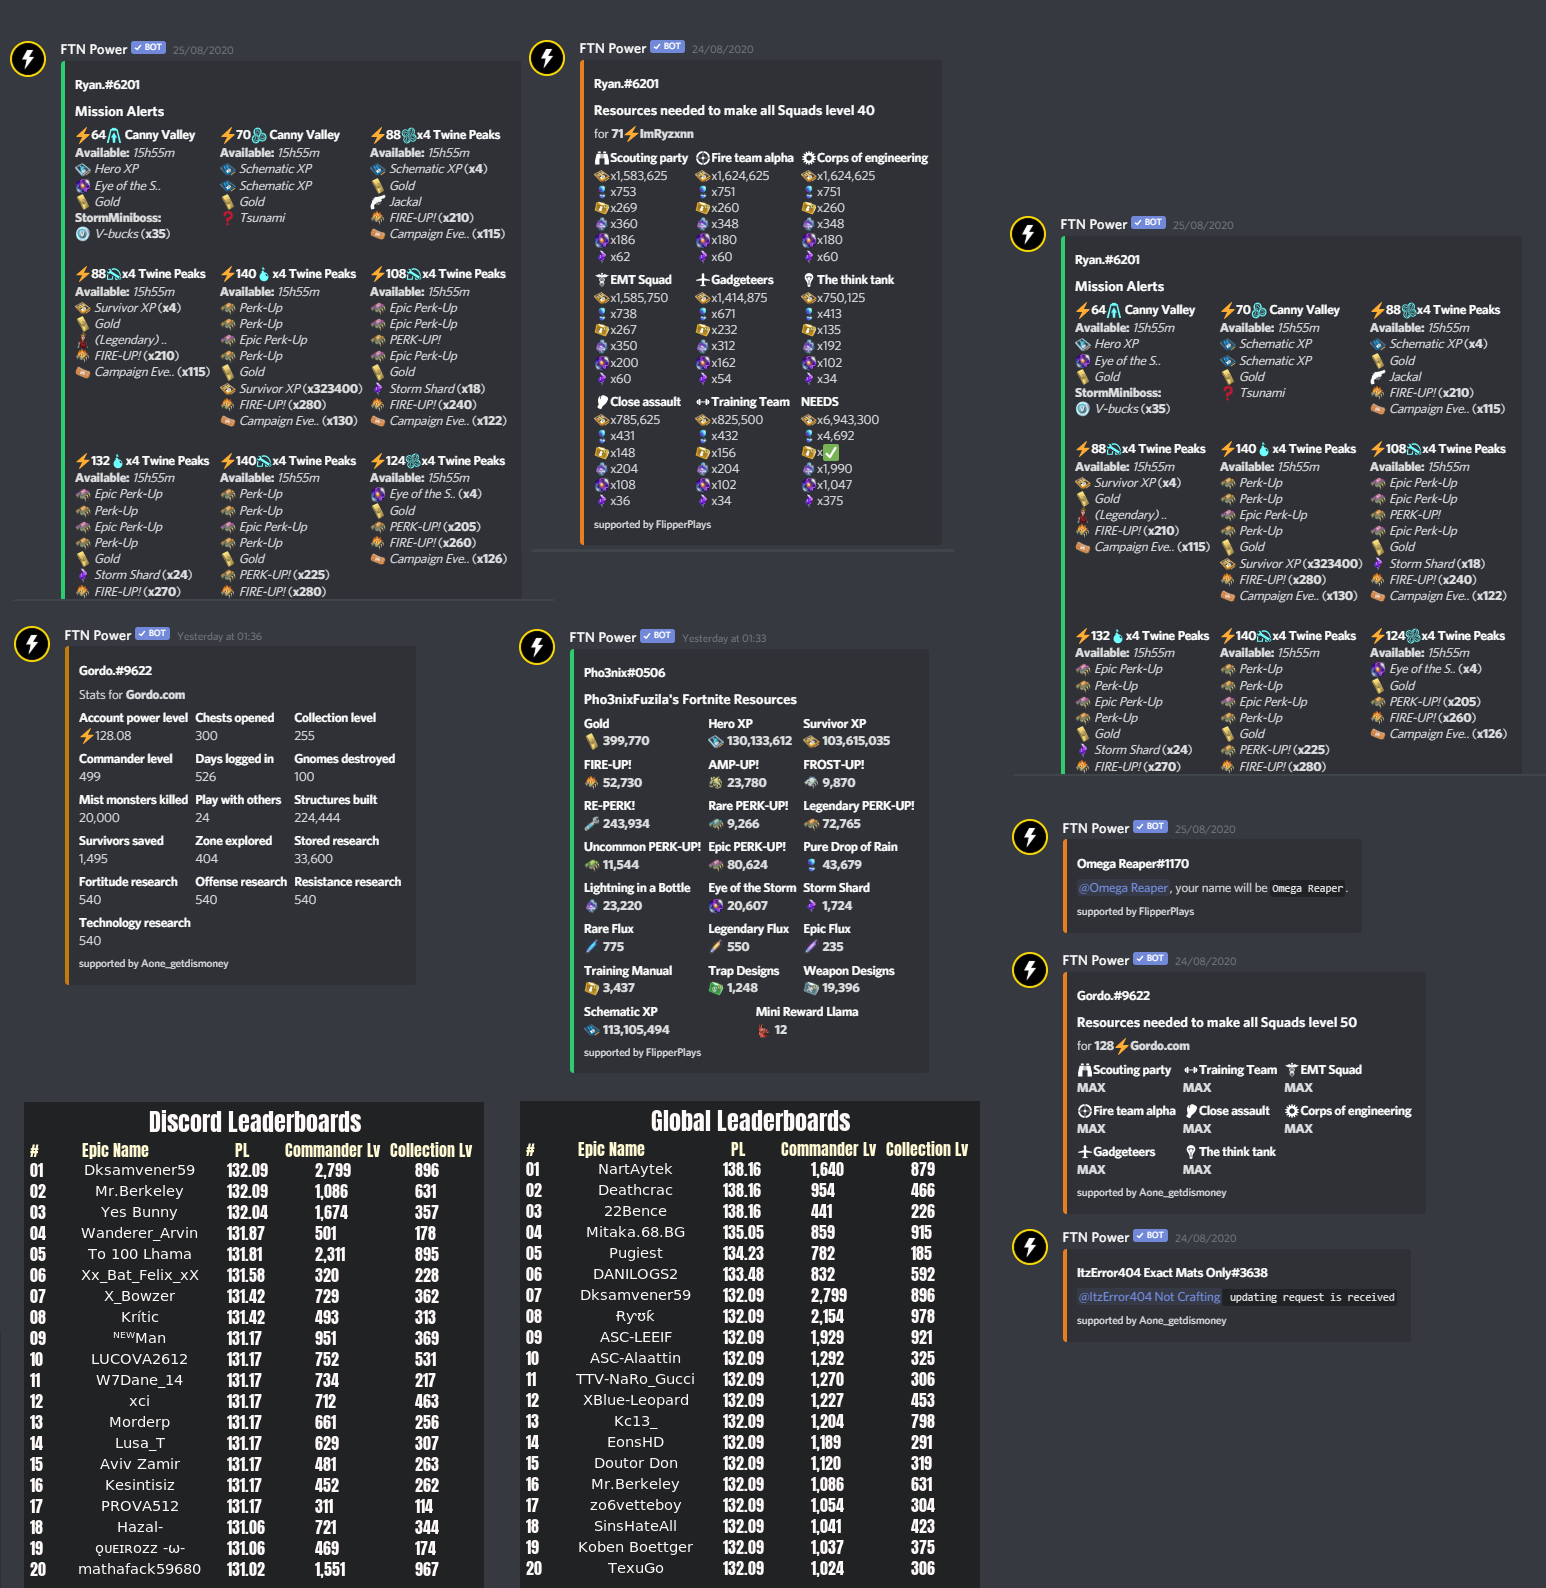 FTN Power ✓ BOT 25/08/2020
Ryan.#6201
Mission Alerts
64 Canny Valley 70 Canny Valley 88 x4 Twine Peaks
Available: 15h55m Available: 15h55m Available: 15h55m
Hero XP Schematic XP Schematic XP (x4)
Eye of the S.. Schematic XP Gold
Gold Gold Jackal
StormMiniboss: ? Tsunami FIRE-UP! (x210)
V-bucks (x35) Campaign Eve.. (x115)
88 x4 Twine Peaks 140 x4 Twine Peaks 108 x4 Twine Peaks
Available: 15h55m Available: 15h55m Available: 15h55m
Survivor XP (x4) Perk-Up Epic Perk-Up
Gold Perk-Up Epic Perk-Up
(Legendary) .. Epic Perk-Up PERK-UP!
FIRE-UP! (x210) Perk-Up Epic Perk-Up
Campaign Eve.. (x115) Gold Gold
Survivor XP (x323400) Storm Shard (x18)
FIRE-UP! (x280) FIRE-UP! (x240)
Campaign Eve.. (x130) Campaign Eve.. (x122)
132 x4 Twine Peaks 140 x4 Twine Peaks 124 x4 Twine Peaks
Available: 15h55m Available: 15h55m Available: 15h55m
Epic Perk-Up Perk-Up Eye of the S.. (x4)
Perk-Up Perk-Up Gold
Epic Perk-Up Epic Perk-Up PERK-UP! (x205)
Perk-Up Perk-Up FIRE-UP! (x260)
Gold Gold Campaign Eve.. (x126)
Storm Shard (x24) PERK-UP! (x225)
FIRE-UP! (x270) FIRE-UP! (x280)
FTN Power ✓ BOT 24/08/2020
Ryan.#6201
Resources needed to make all Squads level 40
for 71⚡ImRyzxnn
Scouting party Fire team alpha Corps of engineering
x1,583,625 x1,624,625 x1,624,625
x753 x751 x751
x269 x260 x260
x360 x348 x348
x186 x180 x180
x62 x60 x60
EMT Squad Gadgeteers The think tank
x1,585,750 x1,414,875 x750,125
x738 x671 x413
x267 x232 x135
x350 x312 x192
x200 x162 x102
x60 x54 x34
Close assault Training Team NEEDS
x785,625 x825,500 x6,943,300
x431 x432 x4,692
x148 x156 x✅
x204 x204 x1,990
x108 x102 x1,047
x36 x34 x375
supported by FlipperPlays
FTN Power ✓ BOT 25/08/2020
Ryan.#6201
Mission Alerts
64 Canny Valley 70 Canny Valley 88 x4 Twine Peaks
Available: 15h55m Available: 15h55m Available: 15h55m
Hero XP Schematic XP Schematic XP (x4)
Eye of the S.. Schematic XP Gold
Gold Gold Jackal
StormMiniboss: ? Tsunami FIRE-UP! (x210)
V-bucks (x35) Campaign Eve.. (x115)
88 x4 Twine Peaks 140 x4 Twine Peaks 108 x4 Twine Peaks
Available: 15h55m Available: 15h55m Available: 15h55m
Survivor XP (x4) Perk-Up Epic Perk-Up
Gold Perk-Up Epic Perk-Up
(Legendary) .. Epic Perk-Up PERK-UP!
FIRE-UP! (x210) Perk-Up Epic Perk-Up
Campaign Eve.. (x115) Gold Gold
Survivor XP (x323400) Storm Shard (x18)
FIRE-UP! (x280) FIRE-UP! (x240)
Campaign Eve.. (x130) Campaign Eve.. (x122)
132 x4 Twine Peaks 140 x4 Twine Peaks 124 x4 Twine Peaks
Available: 15h55m Available: 15h55m Available: 15h55m
Epic Perk-Up Perk-Up Eye of the S.. (x4)
Perk-Up Perk-Up Gold
Epic Perk-Up Epic Perk-Up PERK-UP! (x205)
Perk-Up Perk-Up FIRE-UP! (x260)
Gold Gold Campaign Eve.. (x126)
Storm Shard (x24) PERK-UP! (x225)
FIRE-UP! (x270) FIRE-UP! (x280)
FTN Power ✓ BOT Yesterday at 01:36
Gordo.#9622
Stats for Gordo.com
Account power level Chests opened Collection level
⚡128.08 300 255
Commander level Days logged in Gnomes destroyed
499 526 100
Mist monsters killed Play with others Structures built
20,000 24 224,444
Survivors saved Zone explored Stored research
1,495 404 33,600
Fortitude research Offense research Resistance research
540 540 540
Technology research
540
supported by Aone_getdismoney
FTN Power ✓ BOT Yesterday at 01:33
Pho3nix#0506
Pho3nixFuzila's Fortnite Resources
Gold Hero XP Survivor XP
399,770 130,133,612 103,615,035
FIRE-UP! AMP-UP! FROST-UP!
52,730 23,780 9,870
RE-PERK! Rare PERK-UP! Legendary PERK-UP!
243,934 9,266 72,765
Uncommon PERK-UP! Epic PERK-UP! Pure Drop of Rain
11,544 80,624 43,679
Lightning in a Bottle Eye of the Storm Storm Shard
23,220 20,607 1,724
Rare Flux Legendary Flux Epic Flux
775 550 235
Training Manual Trap Designs Weapon Designs
3,437 1,248 19,396
Schematic XP Mini Reward Llama
113,105,494 12
supported by FlipperPlays
FTN Power ✓ BOT 25/08/2020
Omega Reaper#1170
@Omega Reaper, your name will be Omega Reaper.
supported by FlipperPlays
FTN Power ✓ BOT 24/08/2020
Gordo.#9622
Resources needed to make all Squads level 50
for 128⚡Gordo.com
Scouting party Training Team EMT Squad
MAX MAX MAX
Fire team alpha Close assault Corps of engineering
MAX MAX MAX
Gadgeteers The think tank
MAX MAX
supported by Aone_getdismoney
FTN Power ✓ BOT 24/08/2020
ItzError404 Exact Mats Only#3638
@ItzError404 Not Crafting updating request is received
supported by Aone_getdismoney
Discord Leaderboards
# Epic Name PL Commander Lv Collection Lv
01 Dksamvener59 132.09 2,799 896
02 Mr.Berkeley 132.09 1,086 631
03 Yes Bunny 132.04 1,674 357
04 Wanderer_Arvin 131.87 501 178
05 To 100 Lhama 131.81 2,311 895
06 Xx_Bat_Felix_xX 131.58 320 228
07 X_Bowzer 131.42 729 362
08 Krític 131.42 493 313
09 ᴺᴱᵂMan 131.17 951 369
10 LUCOVA2612 131.17 752 531
11 W7Dane_14 131.17 734 217
12 xci 131.17 712 463
13 Morderp 131.17 661 256
14 Lusa_T 131.17 629 307
15 Aviv Zamir 131.17 481 263
16 Kesintisiz 131.17 452 262
17 PROVA512 131.17 311 114
18 Hazal- 131.06 721 344
19 ǫᴜᴇɪʀᴏᴢᴢ -ω- 131.06 469 174
20 mathafack59680 131.02 1,551 967
Global Leaderboards
# Epic Name PL Commander Lv Collection Lv
01 NartAytek 138.16 1,640 879
02 Deathcrac 138.16 954 466
03 22Bence 138.16 441 226
04 Mitaka.68.BG 135.05 859 915
05 Pugiest 134.23 782 185
06 DANILOGS2 133.48 832 592
07 Dksamvener59 132.09 2,799 896
08 Ryʊƙ 132.09 2,154 978
09 ASC-LEEIF 132.09 1,929 921
10 ASC-Alaattin 132.09 1,292 325
11 TTV-NaRo_Gucci 132.09 1,270 306
12 XBlue-Leopard 132.09 1,227 453
13 Kc13_ 132.09 1,204 798
14 EonsHD 132.09 1,189 291
15 Doutor Don 132.09 1,120 319
16 Mr.Berkeley 132.09 1,086 631
17 zo6vetteboy 132.09 1,054 304
18 SinsHateAll 132.09 1,041 423
19 Koben Boettger 132.09 1,037 375
20 TexuGo 132.09 1,024 306